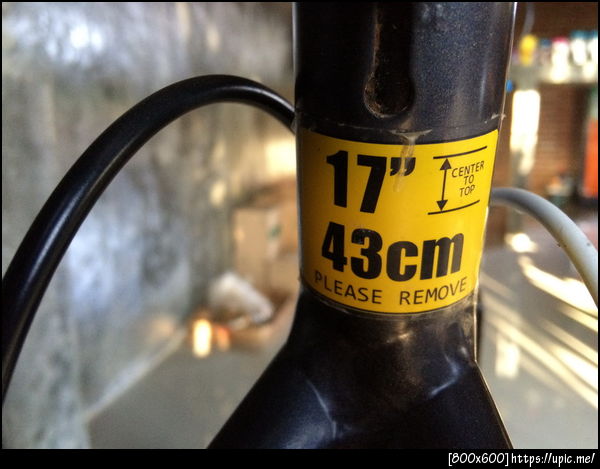 17"
CENTER
TO
TOP
43cm
PLEASE REMOVE
[800x600]https://upic.me/